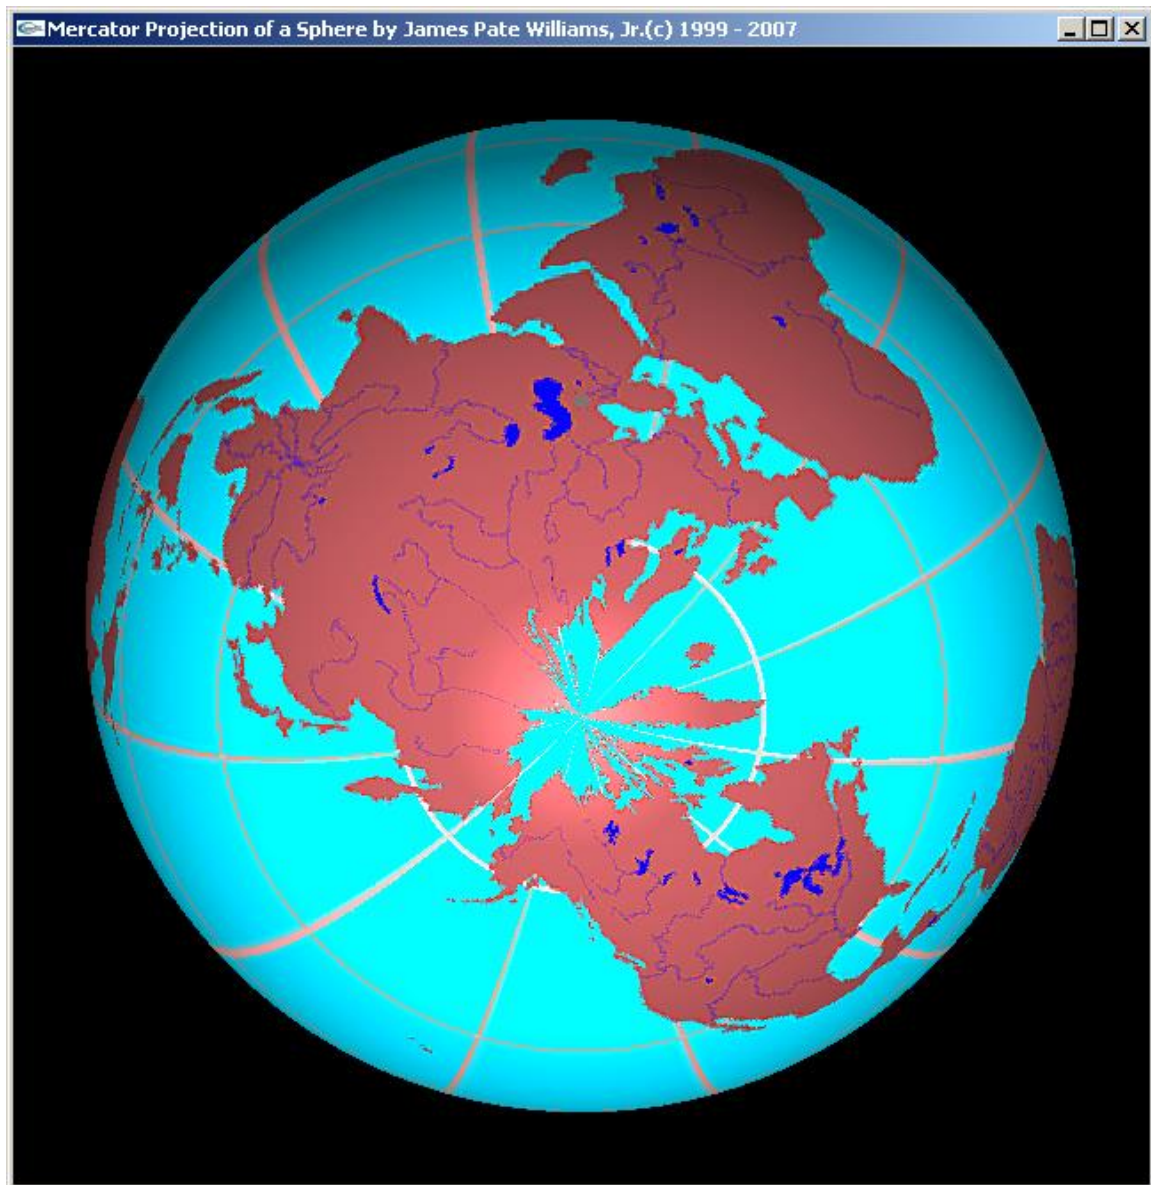 Mercator Projection of a Sphere by James Pate Williams, Jr.(c) 1999 - 2007